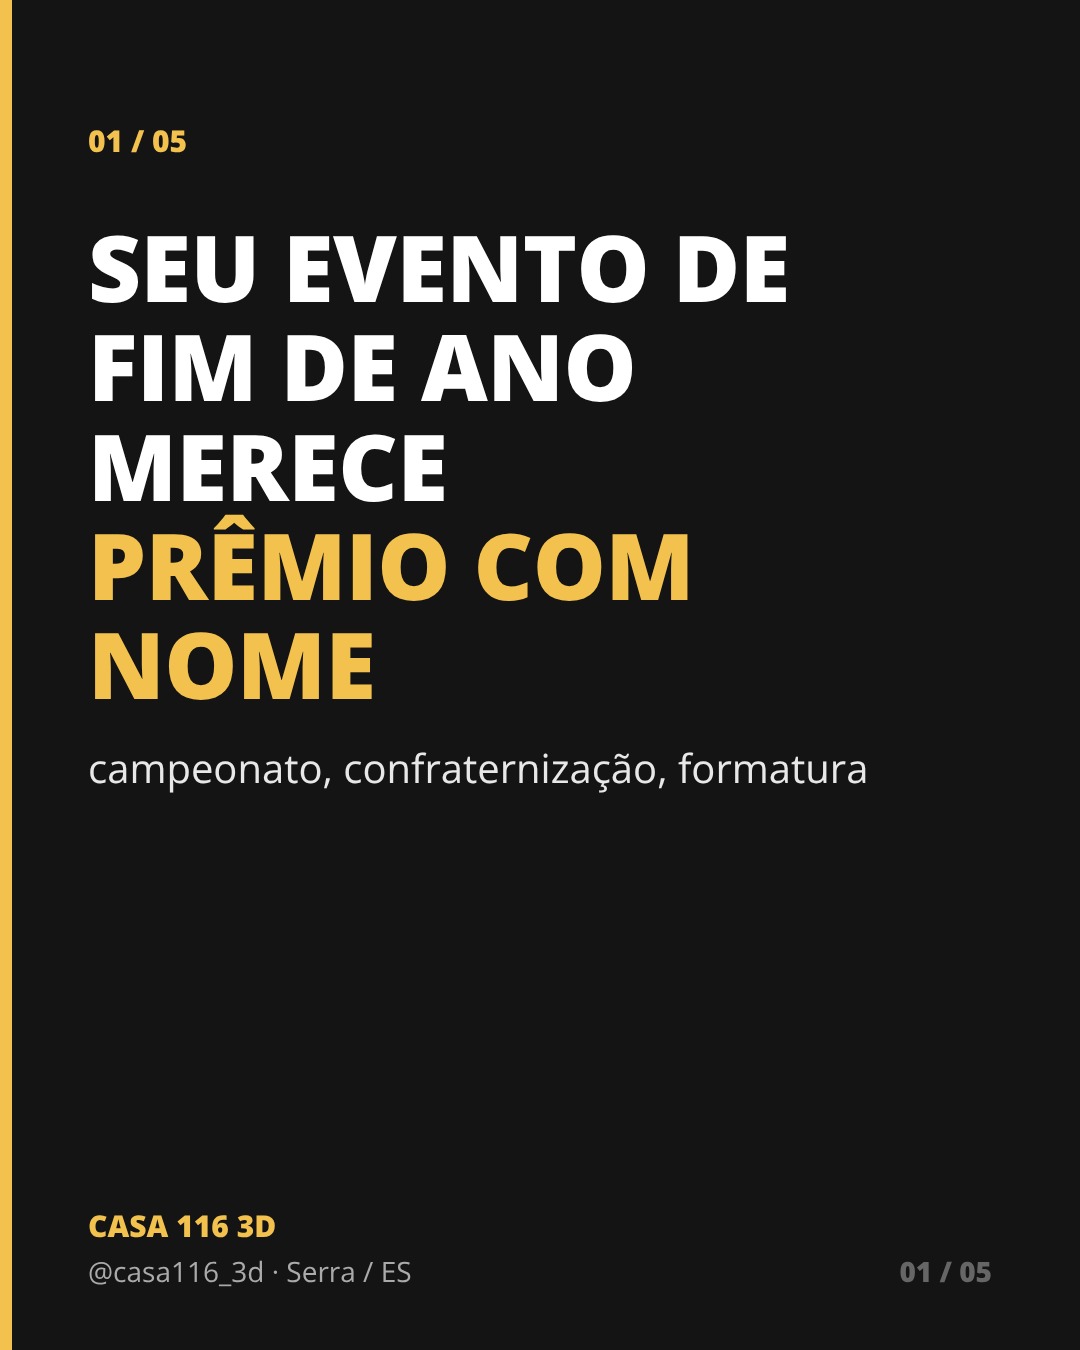 01 / 05
SEU EVENTO DE
FIM DE ANO
MERECE
PRÊMIO COM
NOME
campeonato, confraternização, formatura
CASA 116 3D
@casa116_3d · Serra / ES
01 / 05